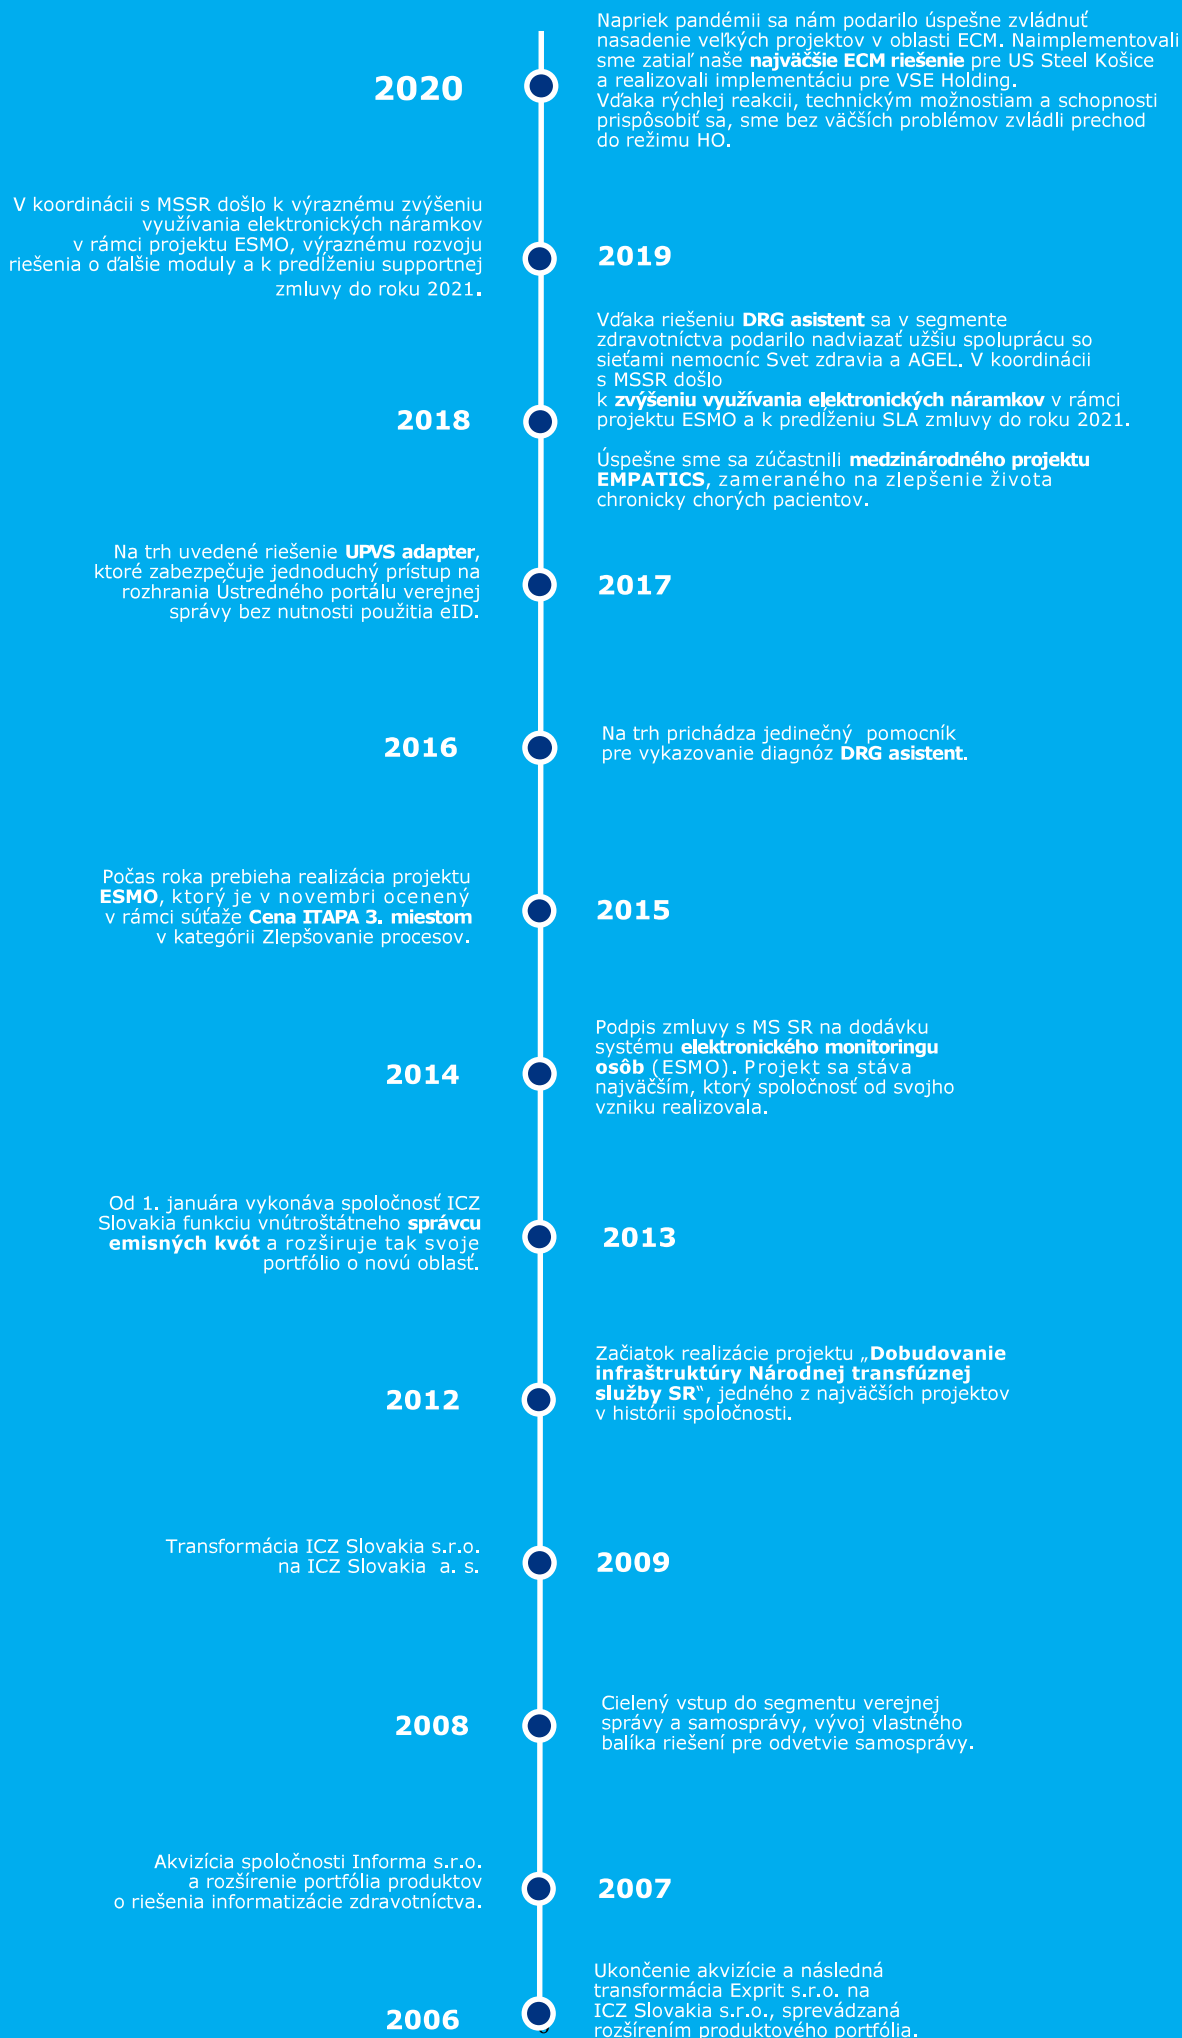 2020
Napriek pandémii sa nám podarilo úspešne zvládnuť
nasadenie veľkých projektov v oblasti ECM. Naimplementovali
sme zatiaľ naše najväčšie ECM riešenie pre US Steel Košice
a realizovali implementáciu pre VSE Holding.
Vďaka rýchlej reakcii, technickým možnostiam a schopnosti
prispôsobiť sa, sme bez väčších problémov zvládli prechod
do režimu HO.
V koordinácii s MSSR došlo k výraznému zvýšeniu
využívania elektronických náramkov
v rámci projektu ESMO, výraznému rozvoju
riešenia o ďalšie moduly a k predĺženiu supportnej
zmluvy do roku 2021.
2019
2018
Vďaka riešeniu DRG asistent sa v segmente
zdravotníctva podarilo nadviazať užšiu spoluprácu so
sieťami nemocníc Svet zdravia a AGEL. V koordinácii
s MSSR došlo
k zvýšeniu využívania elektronických náramkov v rámci
projektu ESMO a k predĺženiu SLA zmluvy do roku 2021.
Úspešne sme sa zúčastnili medzinárodného projektu
EMPATICS, zameraného na zlepšenie života
chronicky chorých pacientov.
Na trh uvedené riešenie UPVS adapter,
ktoré zabezpečuje jednoduchý prístup na
rozhrania Ústredného portálu verejnej
správy bez nutnosti použitia eID.
2017
2016
Na trh prichádza jedinečný pomocník
pre vykazovanie diagnóz DRG asistent.
Počas roka prebieha realizácia projektu
ESMO, ktorý je v novembri ocenený
v rámci súťaže Cena ITAPA 3. miestom
v kategórii Zlepšovanie procesov.
2015
2014
Podpis zmluvy s MS SR na dodávku
systému elektronického monitoringu
osôb (ESMO). Projekt sa stáva
najväčším, ktorý spoločnosť od svojho
vzniku realizovala.
Od 1. januára vykonáva spoločnosť ICZ
Slovakia funkciu vnútroštátneho správcu
emisných kvót a rozširuje tak svoje
portfólio o novú oblasť.
2013
2012
Začiatok realizácie projektu „Dobudovanie
infraštruktúry Národnej transfúznej
služby SR“, jedného z najväčších projektov
v histórii spoločnosti.
Transformácia ICZ Slovakia s.r.o.
na ICZ Slovakia a. s.
2009
2008
Cielený vstup do segmentu verejnej
správy a samosprávy, vývoj vlastného
balíka riešení pre odvetvie samosprávy.
Akvizícia spoločnosti Informa s.r.o.
a rozšírenie portfólia produktov
o riešenia informatizácie zdravotníctva.
2007
2006
Ukončenie akvizície a následná
transformácia Exprit s.r.o. na
ICZ Slovakia s.r.o., sprevádzaná
rozšírením produktového portfólia.